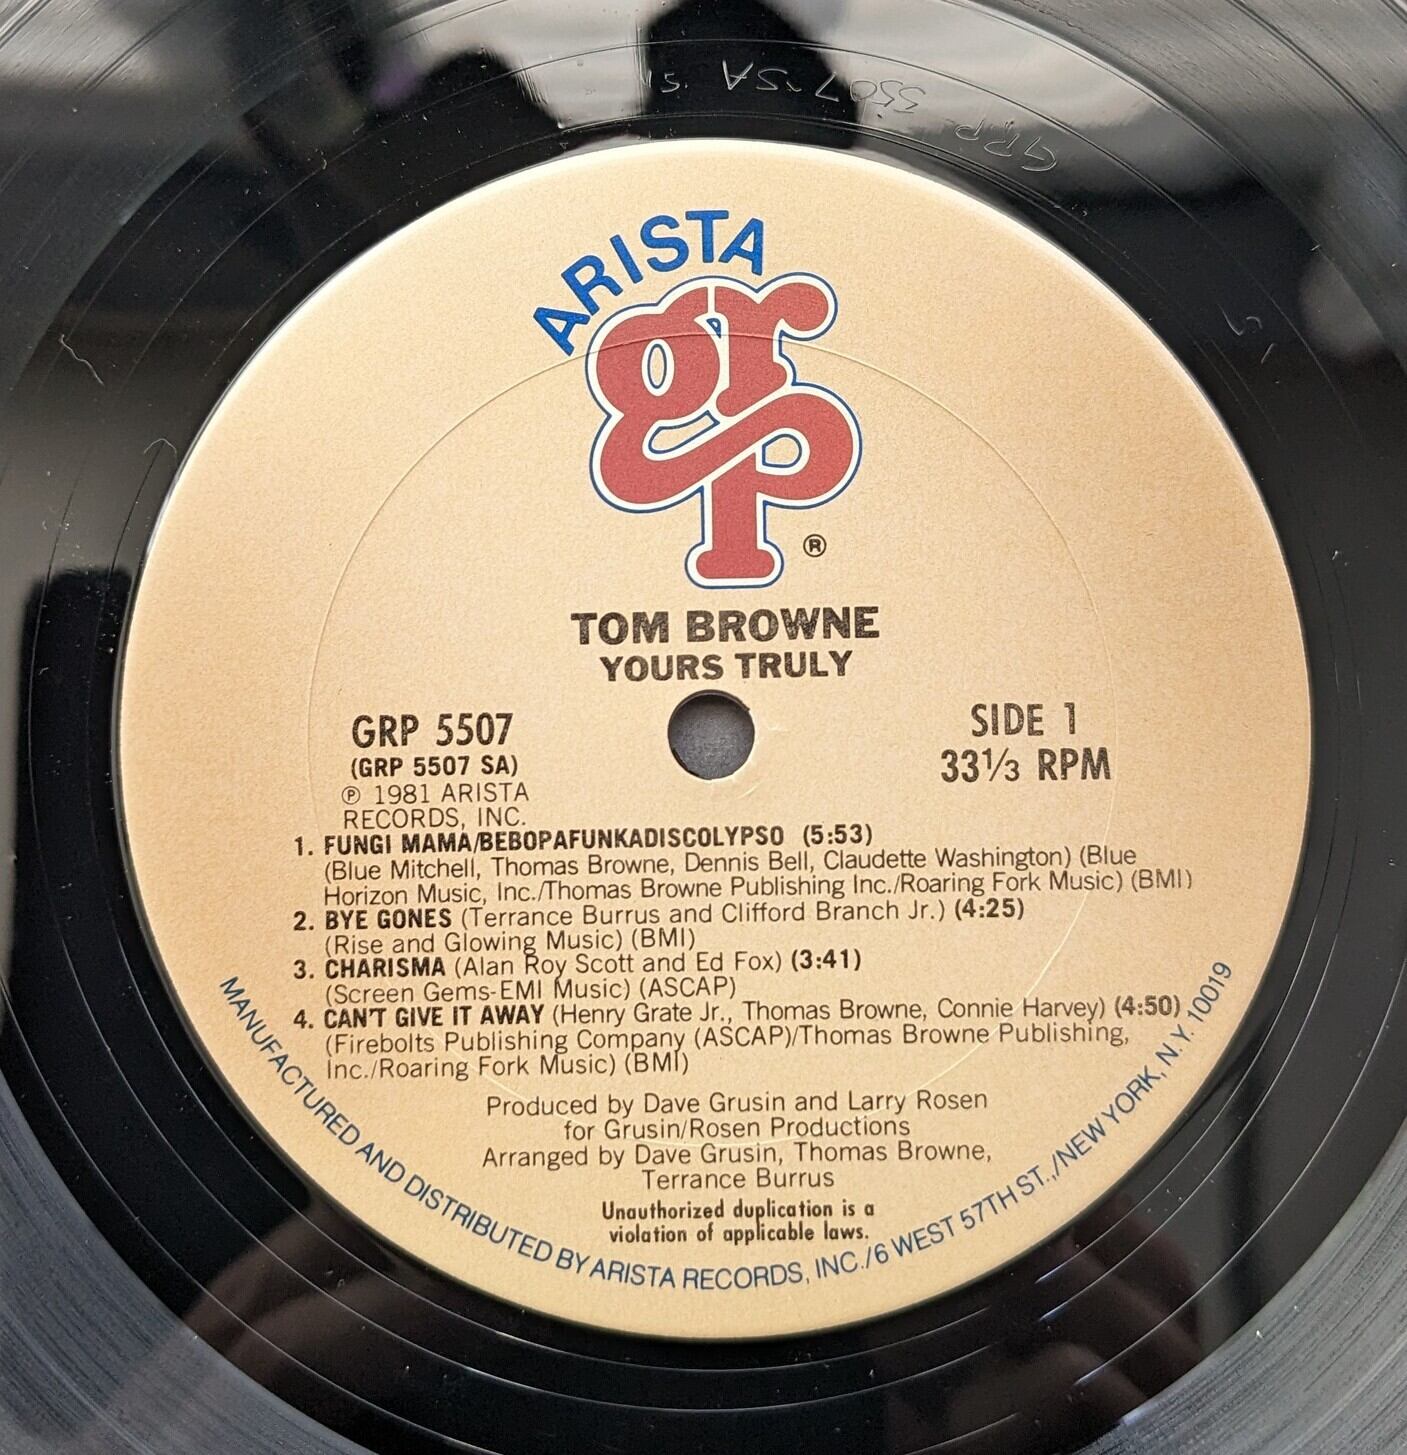 GRP 5507 SA
ARISTA
grp
®
TOM BROWNE
YOURS TRULY
GRP 5507
(GRP 5507 SA)
℗ 1981 ARISTA
RECORDS, INC.
SIDE 1
33⅓ RPM
1. FUNGI MAMA/BEBOPAFUNKADISCOLYPSO (5:53)
(Blue Mitchell, Thomas Browne, Dennis Bell, Claudette Washington) (Blue
Horizon Music, Inc./Thomas Browne Publishing Inc./Roaring Fork Music) (BMI)
2. BYE GONES (Terrance Burrus and Clifford Branch Jr.) (4:25)
(Rise and Glowing Music) (BMI)
3. CHARISMA (Alan Roy Scott and Ed Fox) (3:41)
(Screen Gems-EMI Music) (ASCAP)
4. CAN'T GIVE IT AWAY (Henry Grate Jr., Thomas Browne, Connie Harvey) (4:50)
(Firebolts Publishing Company (ASCAP)/Thomas Browne Publishing,
Inc./Roaring Fork Music) (BMI)
Produced by Dave Grusin and Larry Rosen
for Grusin/Rosen Productions
Arranged by Dave Grusin, Thomas Browne,
Terrance Burrus
Unauthorized duplication is a
violation of applicable laws.
MANUFACTURED AND DISTRIBUTED BY ARISTA RECORDS, INC./6 WEST 57TH ST.,/NEW YORK, N.Y. 10019